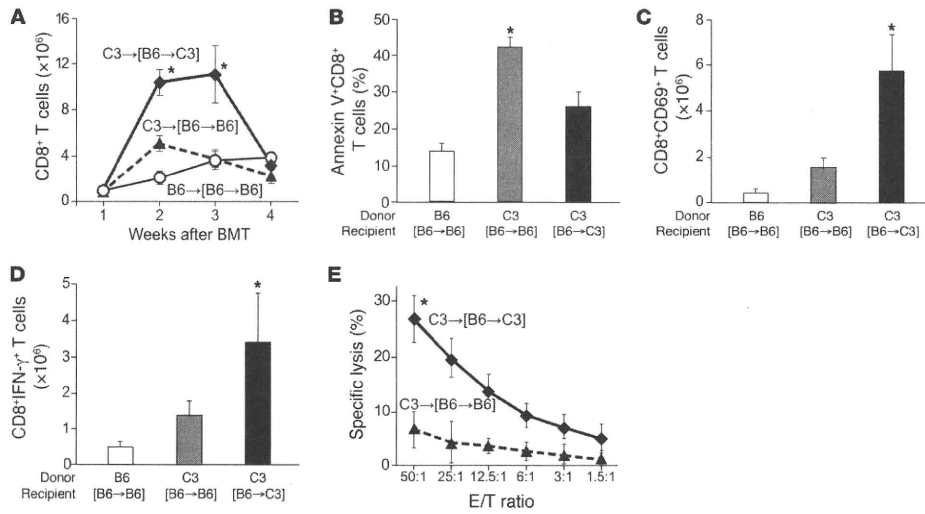 A
CD8⁺ T cells (×10⁶)
16
12
8
4
0
C3→[B6→C3]
*
*
C3→[B6→B6]
B6→[B6→B6]
1 2 3 4
Weeks after BMT
B
Annexin V⁺CD8⁺
T cells (%)
50
40
30
20
10
0
*
Donor B6 C3 C3
Recipient [B6→B6] [B6→B6] [B6→C3]
C
CD8⁺CD69⁺ T cells
(×10⁶)
8
6
4
2
0
*
Donor B6 C3 C3
Recipient [B6→B6] [B6→B6] [B6→C3]
D
CD8⁺IFN-γ⁺ T cells
(×10⁶)
5
4
3
2
1
0
*
Donor B6 C3 C3
Recipient [B6→B6] [B6→B6] [B6→C3]
E
Specific lysis (%)
30
20
10
0
*
C3→[B6→C3]
C3→[B6→B6]
50:1 25:1 12.5:1 6:1 3:1 1.5:1
E/T ratio